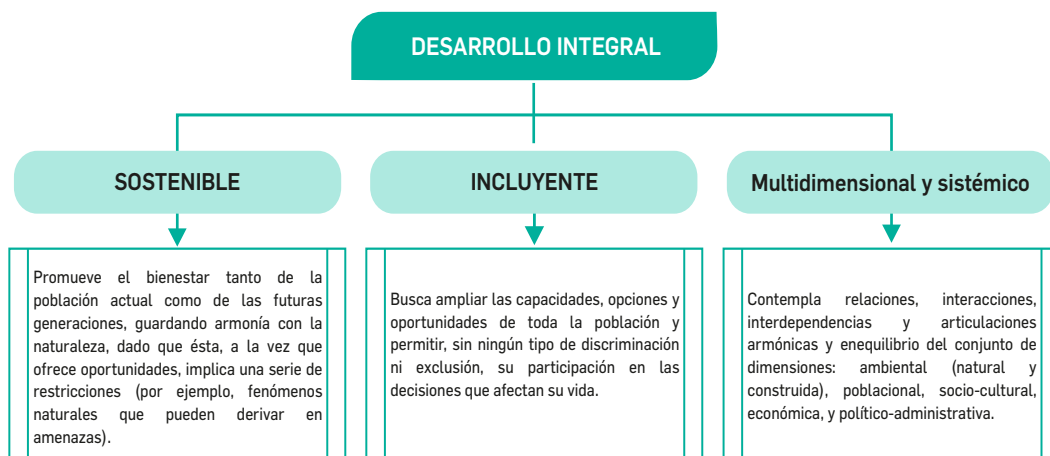 DESARROLLO INTEGRAL
SOSTENIBLE
Promueve el bienestar tanto de la
población actual como de las futuras
generaciones, guardando armonía con la
naturaleza, dado que ésta, a la vez que
ofrece oportunidades, implica una serie de
restricciones (por ejemplo, fenómenos
naturales que pueden derivar en
amenazas).
INCLUYENTE
Busca ampliar las capacidades, opciones y
oportunidades de toda la población y
permitir, sin ningún tipo de discriminación
ni exclusión, su participación en las
decisiones que afectan su vida.
Multidimensional y sistémico
Contempla relaciones, interacciones,
interdependencias y articulaciones
armónicas y enequilibrio del conjunto de
dimensiones: ambiental (natural y
construida), poblacional, socio-cultural,
económica, y político-administrativa.